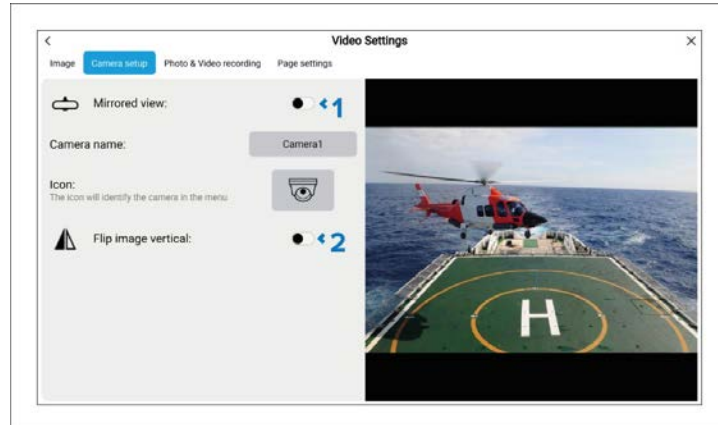 Video Settings
Image Camera setup Photo & Video recording Page settings
Mirrored view: 1
Camera name: Camera1
Icon:
The icon will identify the camera in the menu
Flip image vertical: 2
H